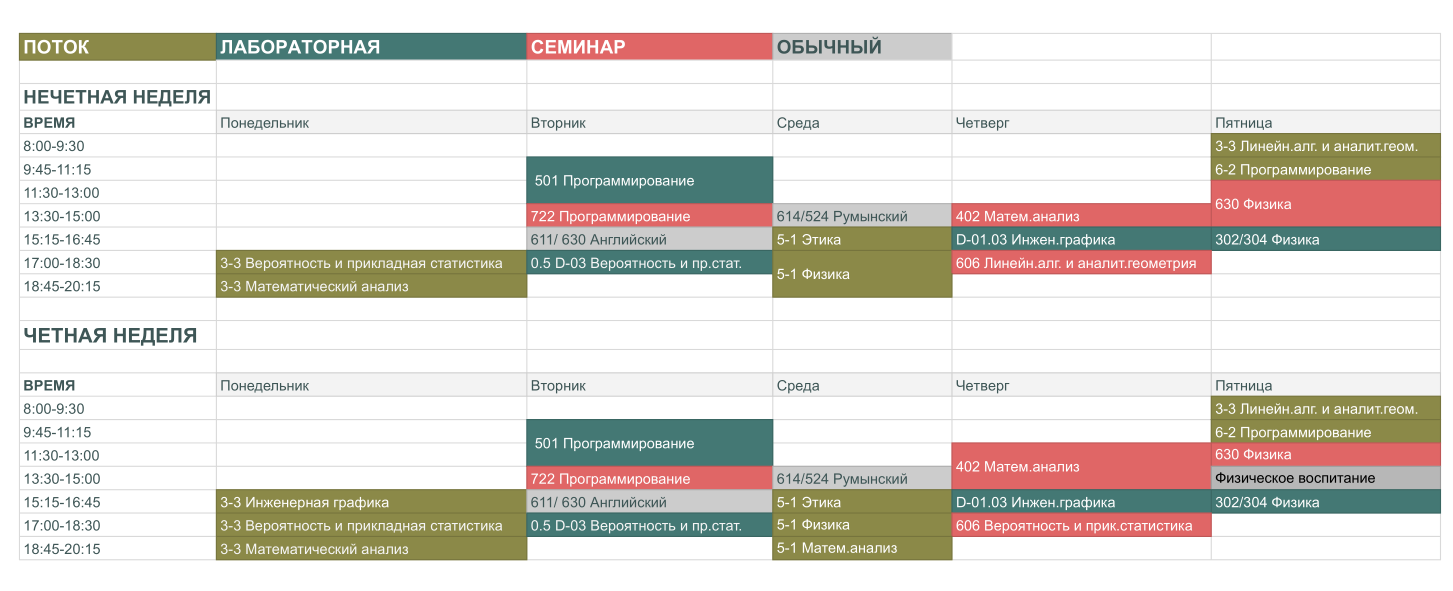 ПОТОК ЛАБОРАТОРНАЯ СЕМИНАР ОБЫЧНЫЙ
НЕЧЕТНАЯ НЕДЕЛЯ
ВРЕМЯ Понедельник Вторник Среда Четверг Пятница
8:00-9:30 3-3 Линейн.алг. и аналит.геом.
9:45-11:15 6-2 Программирование
501 Программирование
11:30-13:00
630 Физика
13:30-15:00 722 Программирование 614/524 Румынский 402 Матем.анализ
15:15-16:45 611/ 630 Английский 5-1 Этика D-01.03 Инжен.графика 302/304 Физика
17:00-18:30 3-3 Вероятность и прикладная статистика 0.5 D-03 Вероятность и пр.стат. 606 Линейн.алг. и аналит.геометрия
5-1 Физика
18:45-20:15 3-3 Математический анализ
ЧЕТНАЯ НЕДЕЛЯ
ВРЕМЯ Понедельник Вторник Среда Четверг Пятница
8:00-9:30 3-3 Линейн.алг. и аналит.геом.
9:45-11:15 6-2 Программирование
501 Программирование
11:30-13:00 630 Физика
402 Матем.анализ
13:30-15:00 722 Программирование 614/524 Румынский Физическое воспитание
15:15-16:45 3-3 Инженерная графика 611/ 630 Английский 5-1 Этика D-01.03 Инжен.графика 302/304 Физика
17:00-18:30 3-3 Вероятность и прикладная статистика 0.5 D-03 Вероятность и пр.стат. 5-1 Физика 606 Вероятность и прик.статистика
18:45-20:15 3-3 Математический анализ 5-1 Матем.анализ